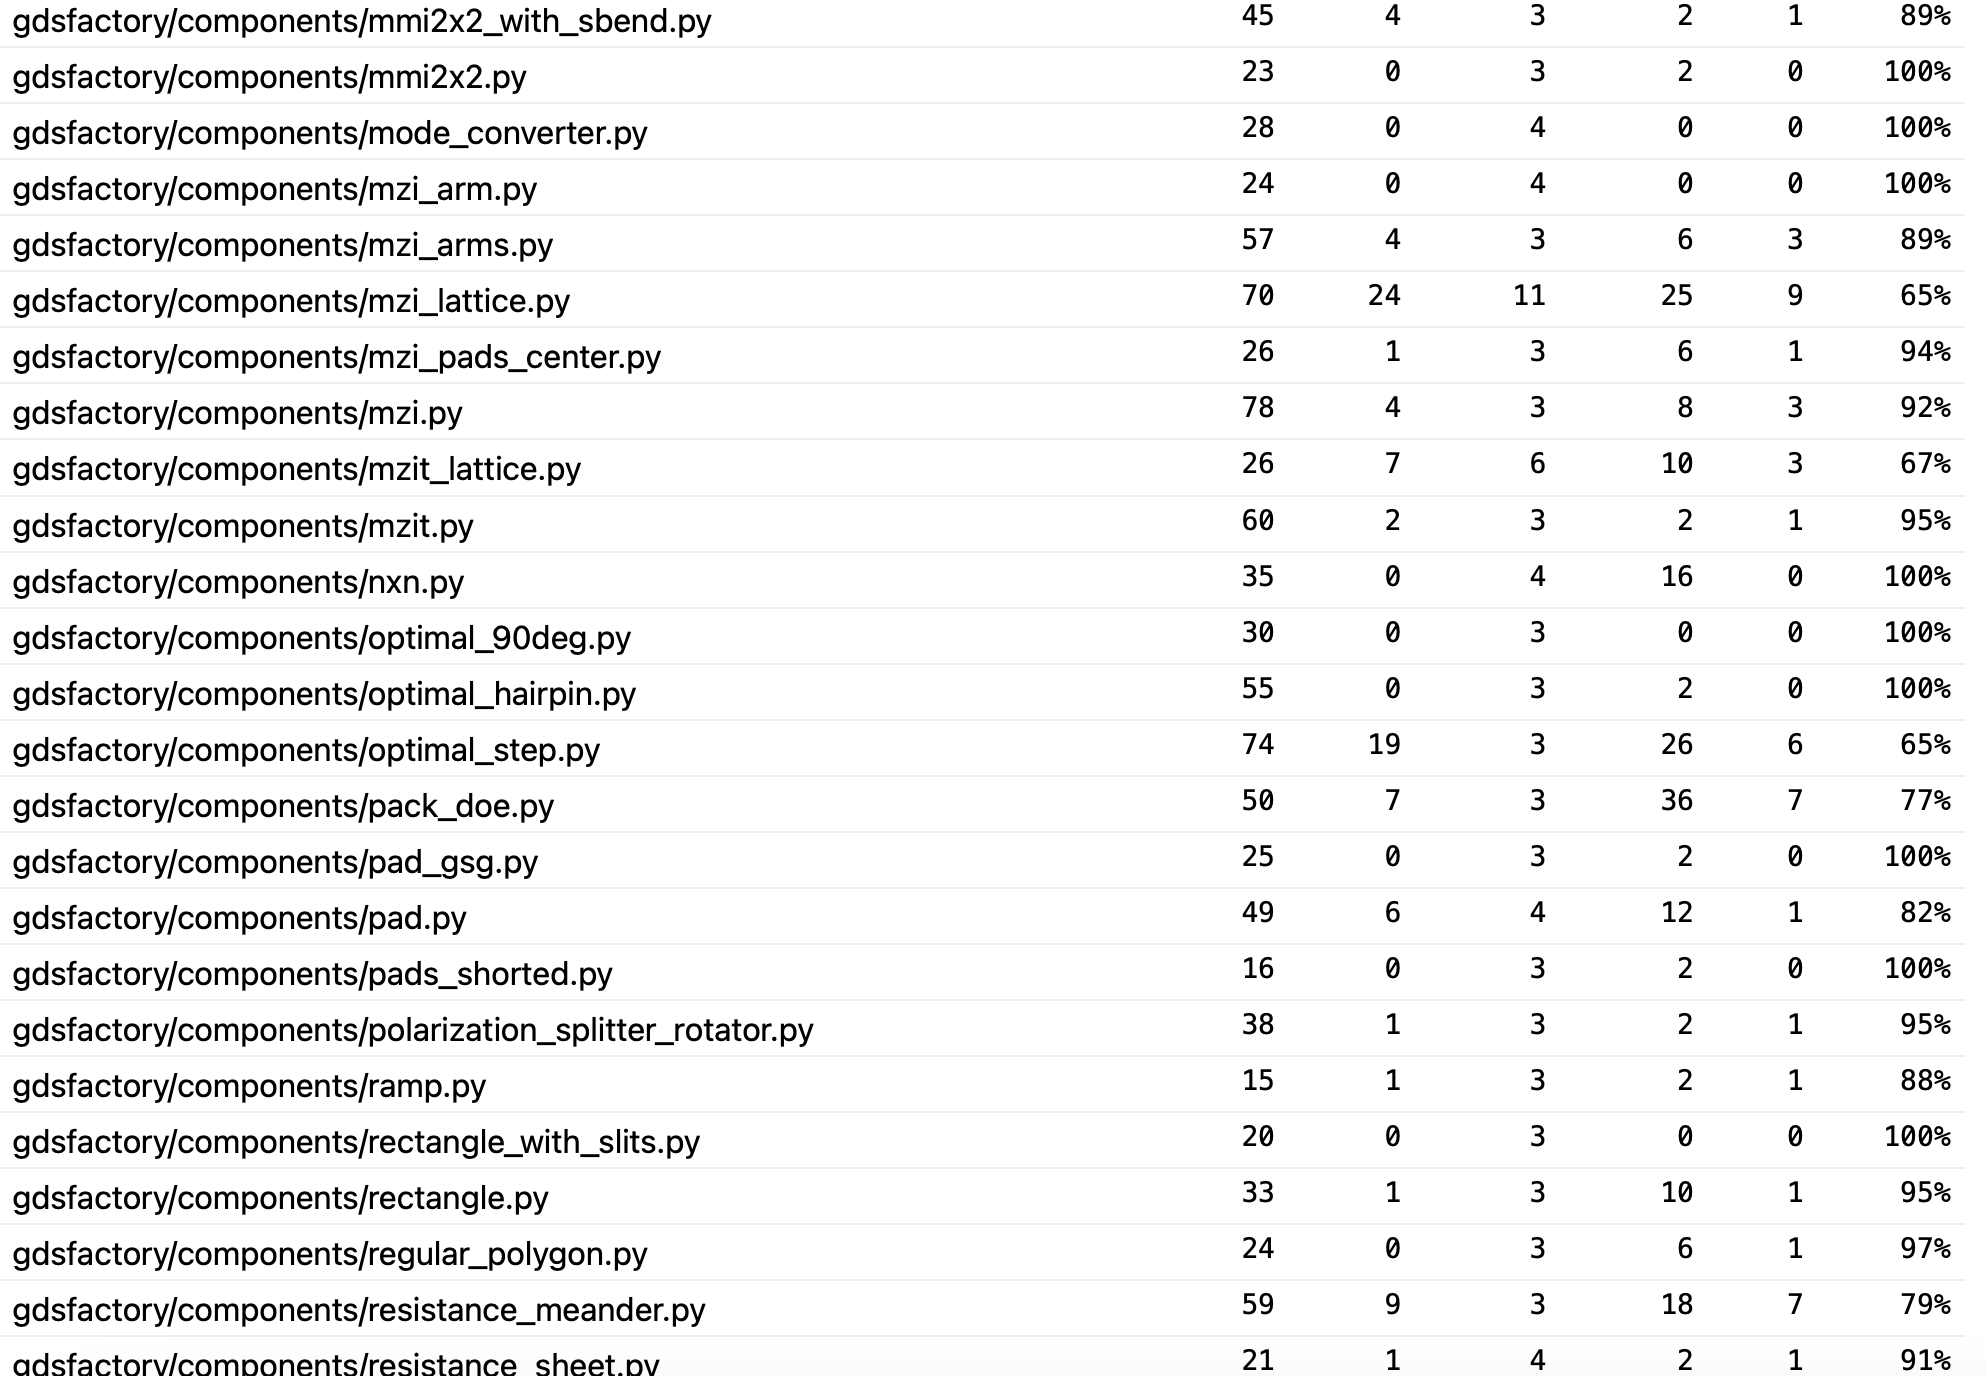 gdsfactory/components/mmi2x2_with_sbend.py 45 4 3 2 1 89%
gdsfactory/components/mmi2x2.py 23 0 3 2 0 100%
gdsfactory/components/mode_converter.py 28 0 4 0 0 100%
gdsfactory/components/mzi_arm.py 24 0 4 0 0 100%
gdsfactory/components/mzi_arms.py 57 4 3 6 3 89%
gdsfactory/components/mzi_lattice.py 70 24 11 25 9 65%
gdsfactory/components/mzi_pads_center.py 26 1 3 6 1 94%
gdsfactory/components/mzi.py 78 4 3 8 3 92%
gdsfactory/components/mzit_lattice.py 26 7 6 10 3 67%
gdsfactory/components/mzit.py 60 2 3 2 1 95%
gdsfactory/components/nxn.py 35 0 4 16 0 100%
gdsfactory/components/optimal_90deg.py 30 0 3 0 0 100%
gdsfactory/components/optimal_hairpin.py 55 0 3 2 0 100%
gdsfactory/components/optimal_step.py 74 19 3 26 6 65%
gdsfactory/components/pack_doe.py 50 7 3 36 7 77%
gdsfactory/components/pad_gsg.py 25 0 3 2 0 100%
gdsfactory/components/pad.py 49 6 4 12 1 82%
gdsfactory/components/pads_shorted.py 16 0 3 2 0 100%
gdsfactory/components/polarization_splitter_rotator.py 38 1 3 2 1 95%
gdsfactory/components/ramp.py 15 1 3 2 1 88%
gdsfactory/components/rectangle_with_slits.py 20 0 3 0 0 100%
gdsfactory/components/rectangle.py 33 1 3 10 1 95%
gdsfactory/components/regular_polygon.py 24 0 3 6 1 97%
gdsfactory/components/resistance_meander.py 59 9 3 18 7 79%
gdsfactory/components/resistance_sheet.py 21 1 4 2 1 91%